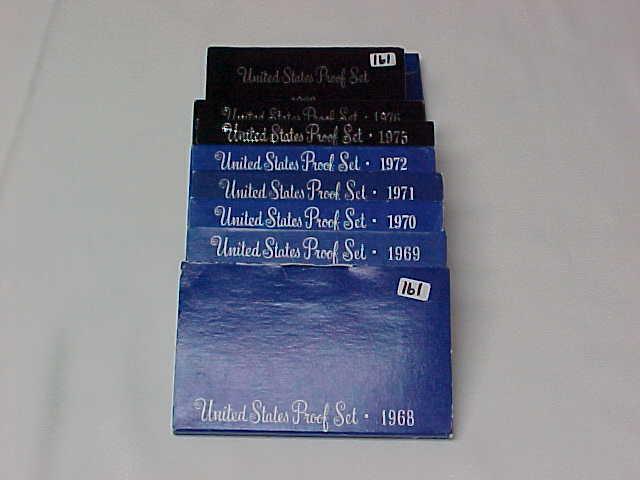 161
United States Proof Set
United States Proof Set · 1976
United States Proof Set · 1975
United States Proof Set · 1972
United States Proof Set · 1971
United States Proof Set · 1970
United States Proof Set · 1969
161
United States Proof Set · 1968